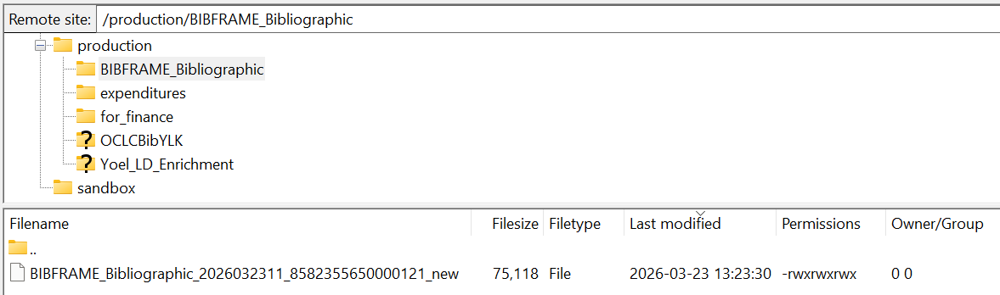 Remote site: /production/BIBFRAME_Bibliographic
production
BIBFRAME_Bibliographic
expenditures
for_finance
? OCLCBibYLK
? Yoel_LD_Enrichment
sandbox
Filename Filesize Filetype Last modified Permissions Owner/Group
..
BIBFRAME_Bibliographic_2026032311_8582355650000121_new 75,118 File 2026-03-23 13:23:30 -rwxrwxrwx 0 0